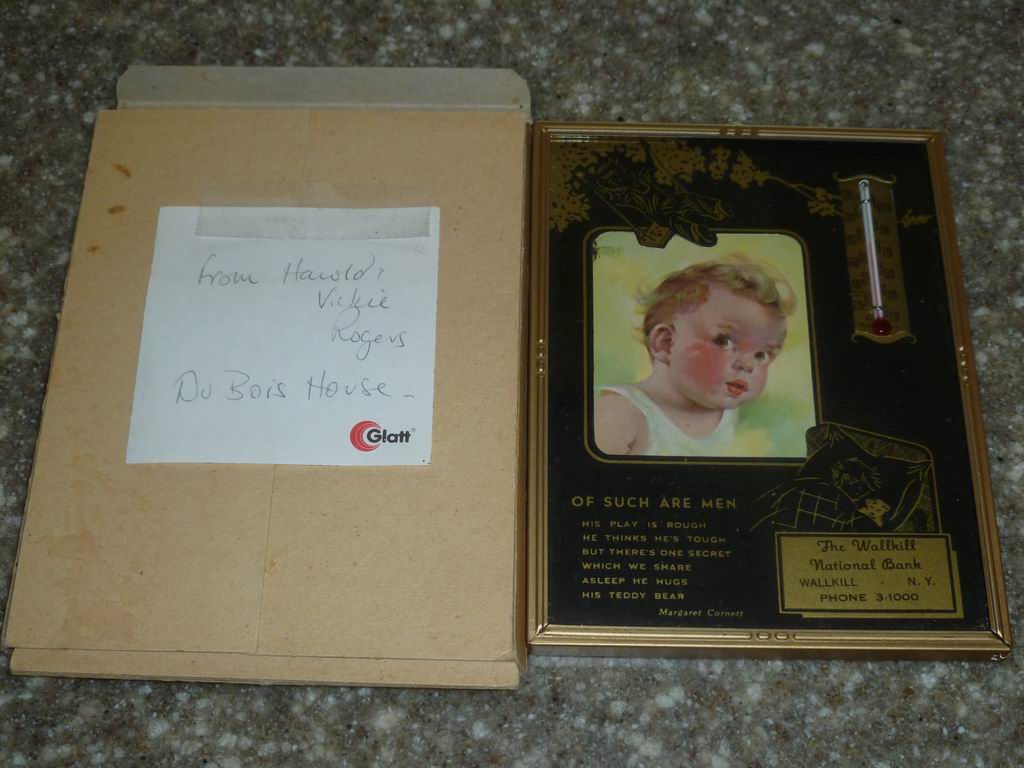 From Harold &
Vickie
Rogers
Du Bois House -
Glatt
OF SUCH ARE MEN
HIS PLAY IS ROUGH
HE THINKS HE'S TOUGH
BUT THERE'S ONE SECRET
WHICH WE SHARE
ASLEEP HE HUGS
HIS TEDDY BEAR
Margaret Cornett
The Wallkill
National Bank
WALLKILL - N. Y.
PHONE 3-1000